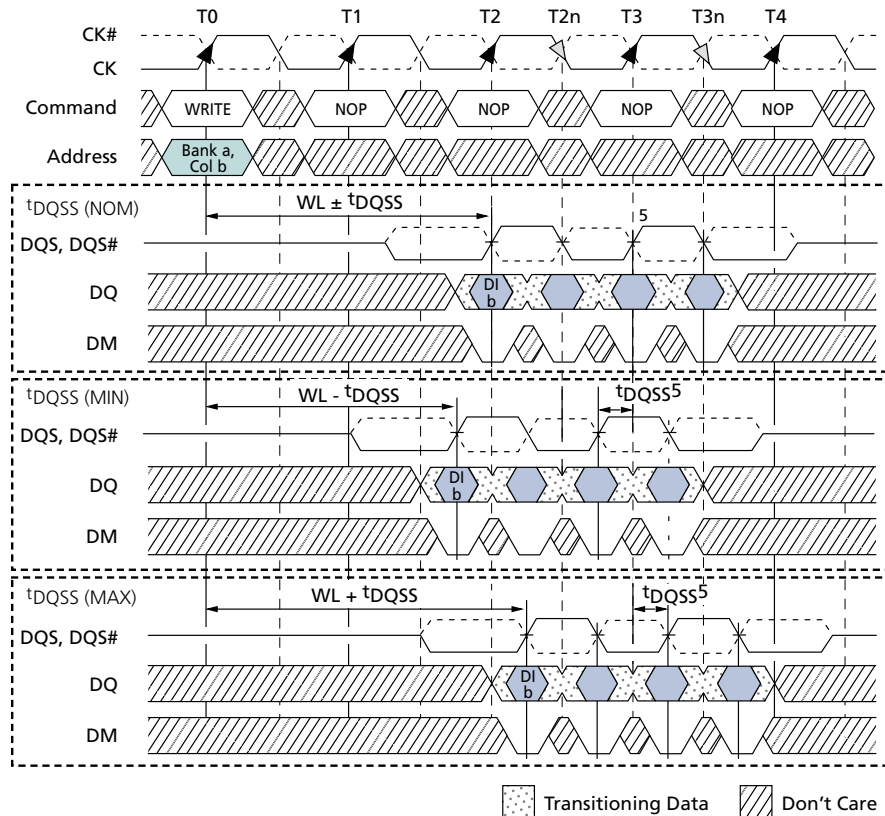 T0 T1 T2 T2n T3 T3n T4
CK#
CK
Command WRITE NOP NOP NOP NOP
Address Bank a, Col b
tDQSS (NOM) WL ± tDQSS
DQS, DQS# 5
DQ DI b
DM
tDQSS (MIN) WL - tDQSS tDQSS5
DQS, DQS#
DQ DI b
DM
tDQSS (MAX) WL + tDQSS tDQSS5
DQS, DQS#
DQ DI b
DM
Transitioning Data Don't Care